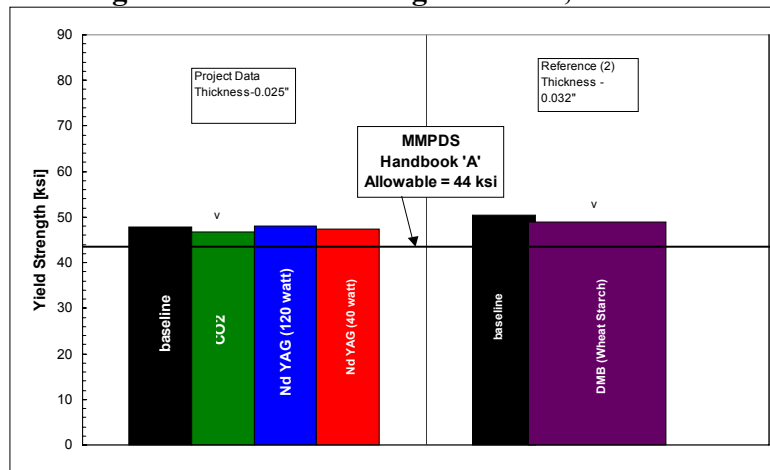 90
80
70
60
50
40
30
20
10
0
Yield Strength [ksi]
Project Data
Thickness-0.025"
Reference (2)
Thickness -
0.032"
MMPDS
Handbook 'A'
Allowable = 44 ksi
v
v
baseline
CO2
Nd YAG (120 watt)
Nd YAG (40 watt)
baseline
DMB (Wheat Starch)